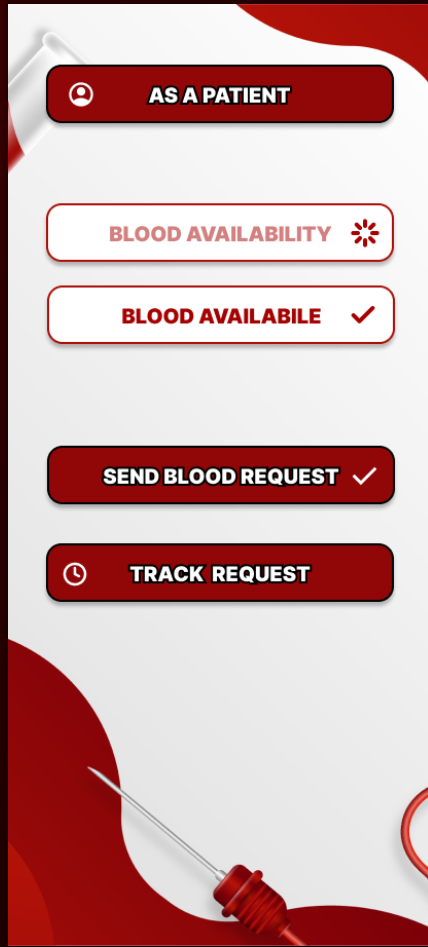 AS A PATIENT
BLOOD AVAILABILITY
BLOOD AVAILABILE
SEND BLOOD REQUEST
TRACK REQUEST